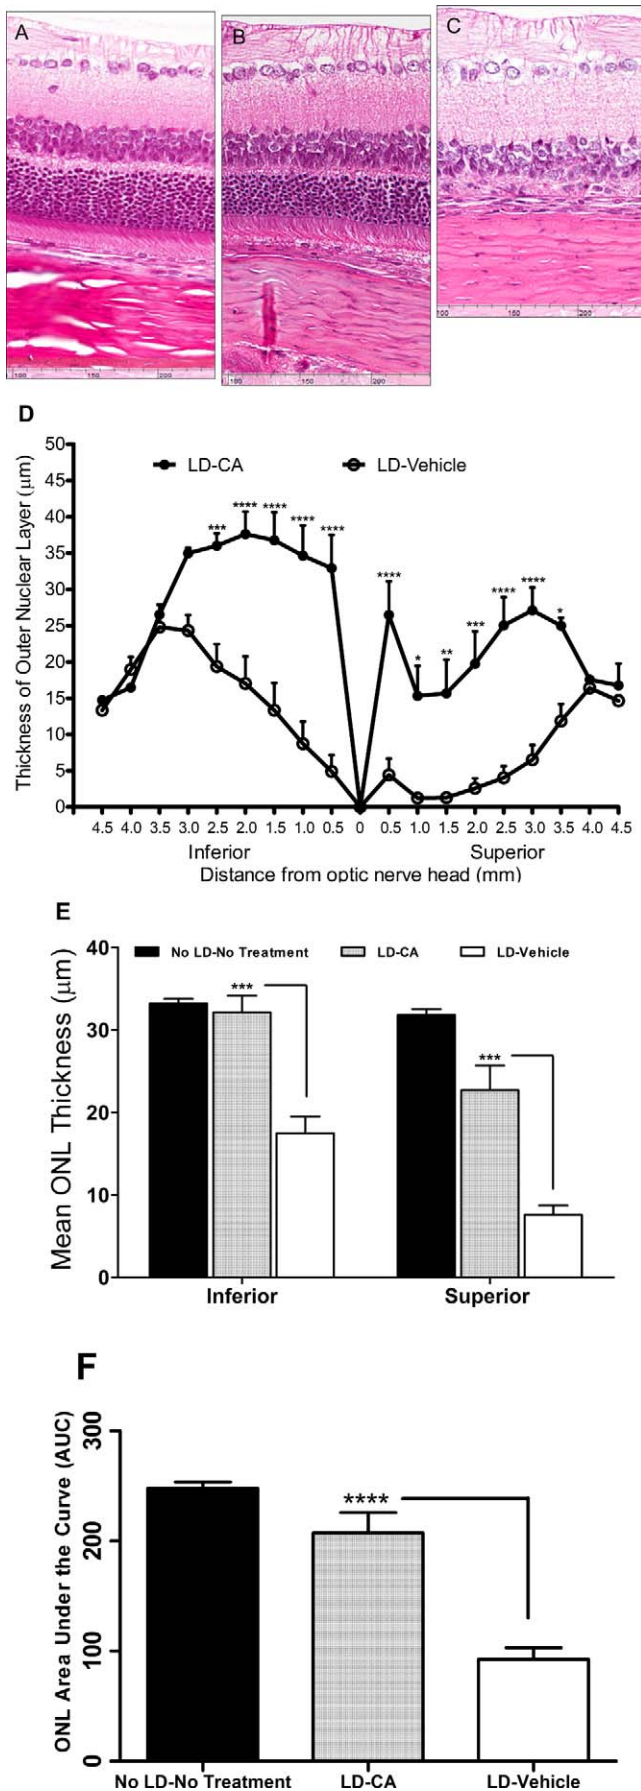 A
B
C
100 150 200
100 150 200
100 150 200
D
50
45
40
35
30
25
20
15
10
5
0
Thickness of Outer Nuclear Layer (µm)
LD-CA LD-Vehicle
*** **** **** **** ****
**** * ** *** **** **** *
4.5 4.0 3.5 3.0 2.5 2.0 1.5 1.0 0.5 0 0.5 1.0 1.5 2.0 2.5 3.0 3.5 4.0 4.5
Inferior Superior
Distance from optic nerve head (mm)
E
40
30
20
10
0
Mean ONL Thickness (µm)
No LD-No Treatment LD-CA LD-Vehicle
*** ***
Inferior Superior
F
300
200
100
0
ONL Area Under the Curve (AUC)
****
No LD-No Treatment LD-CA LD-Vehicle